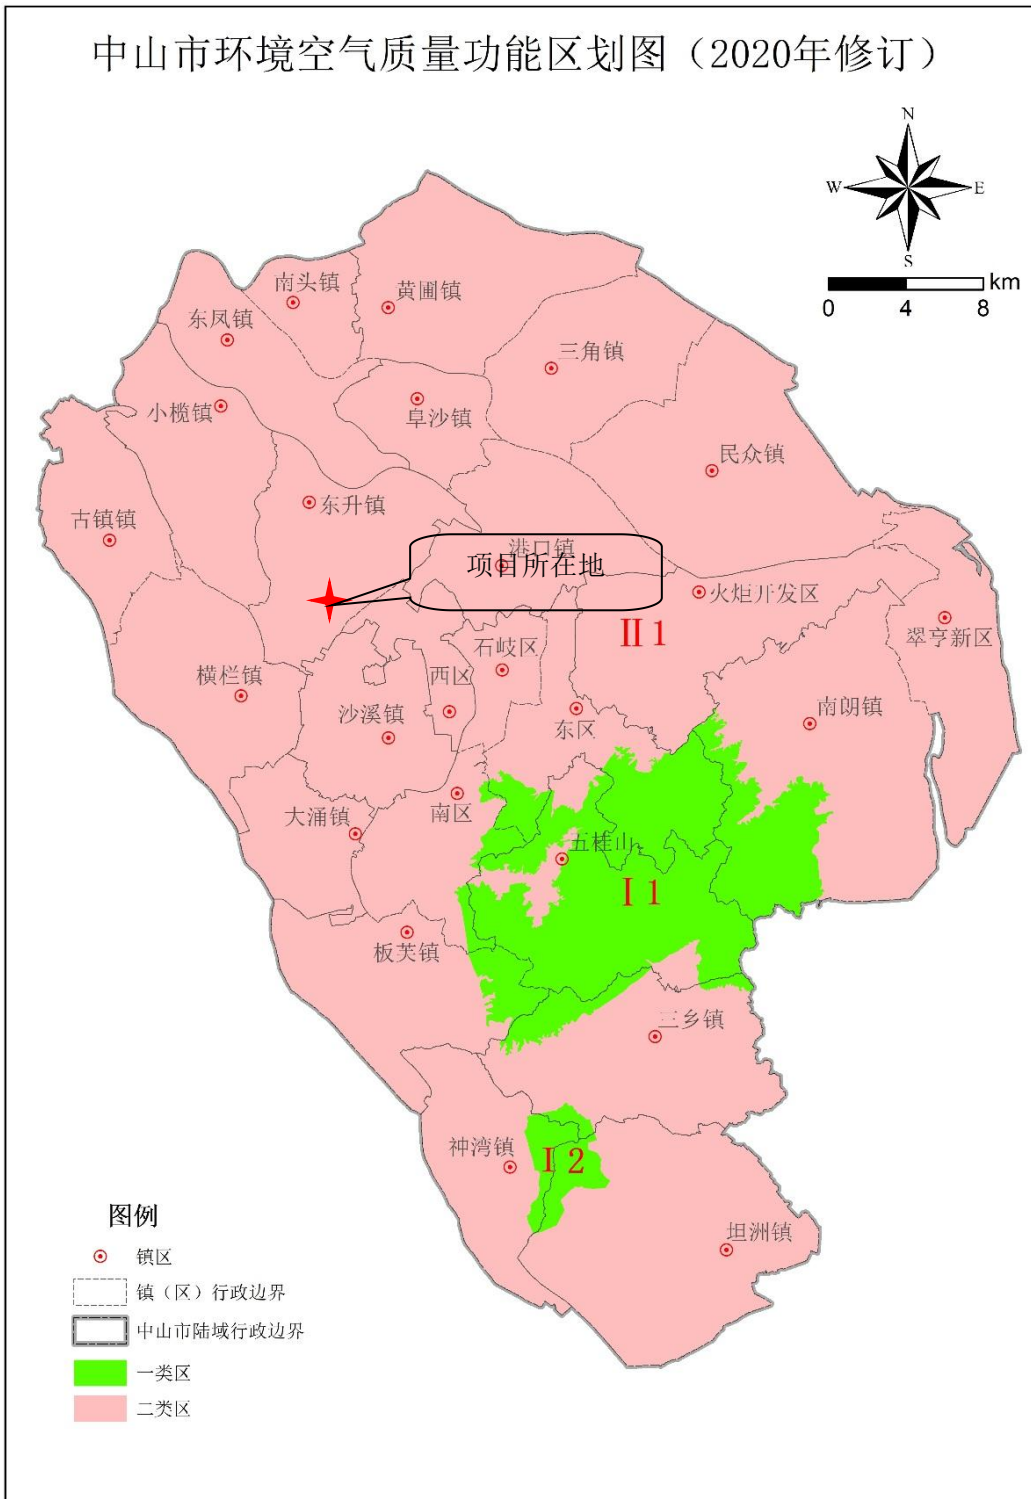 中山市环境空气质量功能区划图（2020年修订）
N
W
E
S
km
0
4
8
南头镇
黄圃镇
东凤镇
三角镇
小榄镇
阜沙镇
民众镇
东升镇
古镇镇
港口镇
项目所在地
火炬开发区
翠亨新区
Ⅱ1
石岐区
西区
横栏镇
沙溪镇
东区
南朗镇
南区
大涌镇
五桂山
Ⅰ1
板芙镇
三乡镇
神湾镇
Ⅰ2
坦洲镇
图例
镇区
镇（区）行政边界
中山市陆域行政边界
一类区
二类区